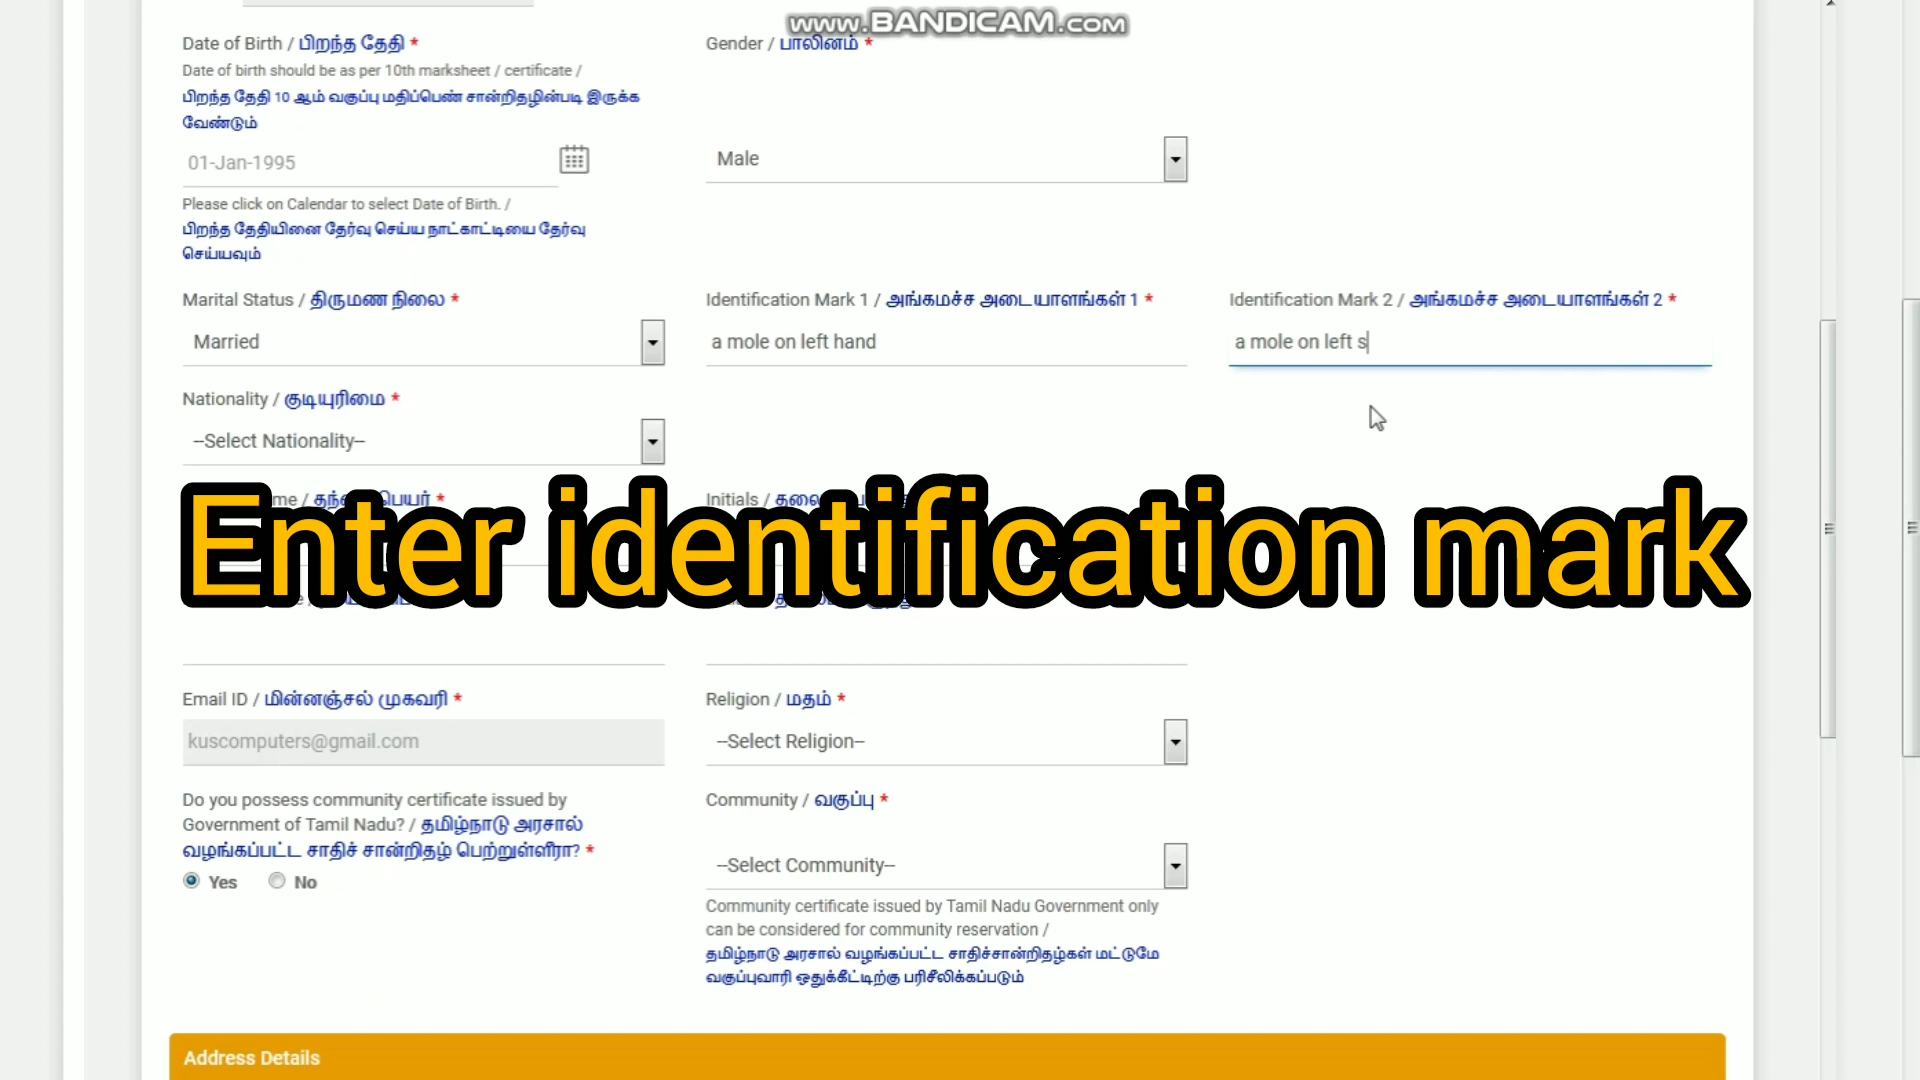 www.BANDICAM.com
Date of Birth / பிறந்த தேதி *
Gender / பாலினம் *
Date of birth should be as per 10th marksheet / certificate /
பிறந்த தேதி 10 ஆம் வகுப்பு மதிப்பெண் சான்றிதழின்படி இருக்க
வேண்டும்
01-Jan-1995
Male
Please click on Calendar to select Date of Birth. /
பிறந்த தேதியினை தேர்வு செய்ய நாட்காட்டியை தேர்வு
செய்யவும்
Marital Status / திருமண நிலை *
Identification Mark 1 / அங்கமச்ச அடையாளங்கள் 1 *
Identification Mark 2 / அங்கமச்ச அடையாளங்கள் 2 *
Married
a mole on left hand
a mole on left s
Nationality / குடியுரிமை *
--Select Nationality--
Initials /
Enter identification mark
Email ID / மின்னஞ்சல் முகவரி *
Religion / மதம் *
kuscomputers@gmail.com
--Select Religion--
Do you possess community certificate issued by
Government of Tamil Nadu? / தமிழ்நாடு அரசால்
வழங்கப்பட்ட சாதிச் சான்றிதழ் பெற்றுள்ளீரா? *
Yes No
Community / வகுப்பு *
--Select Community--
Community certificate issued by Tamil Nadu Government only
can be considered for community reservation /
தமிழ்நாடு அரசால் வழங்கப்பட்ட சாதிச்சான்றிதழ்கள் மட்டுமே
வகுப்புவாரி ஒதுக்கீட்டிற்கு பரிசீலிக்கப்படும்
Address Details